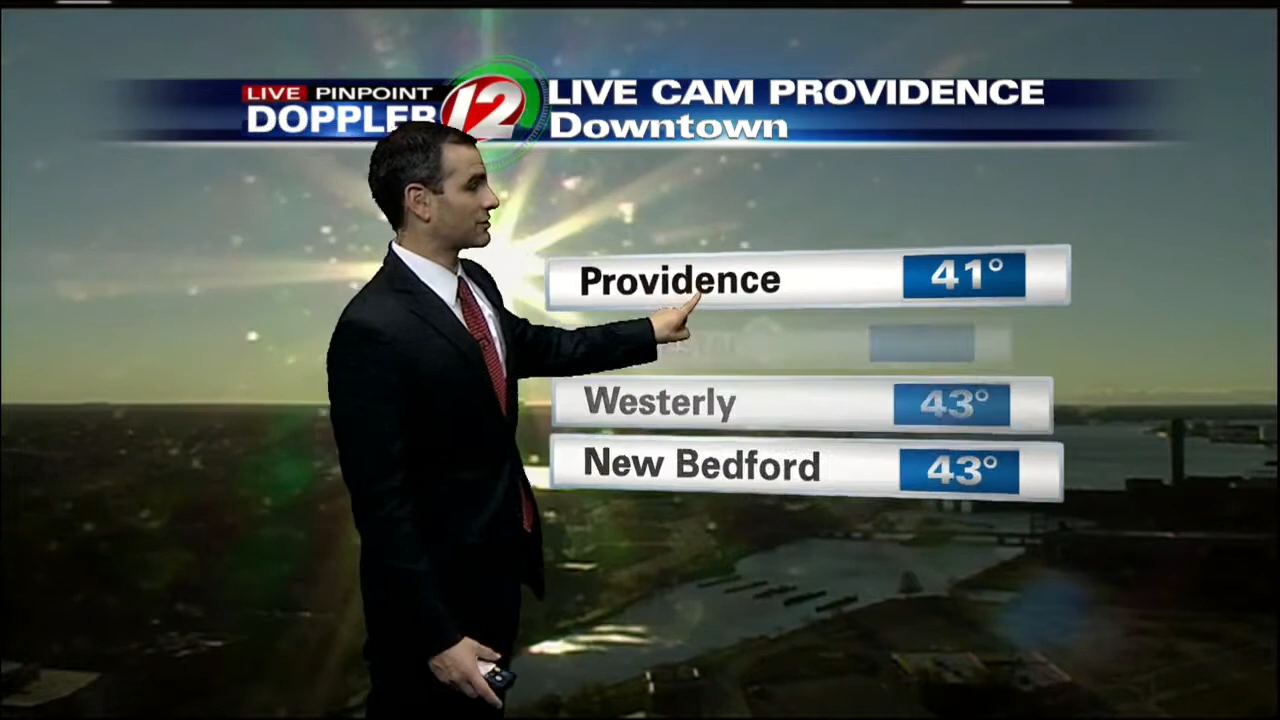 LIVE PINPOINT
DOPPLER 12
LIVE CAM PROVIDENCE
Downtown
Providence 41°
Westerly 43°
New Bedford 43°